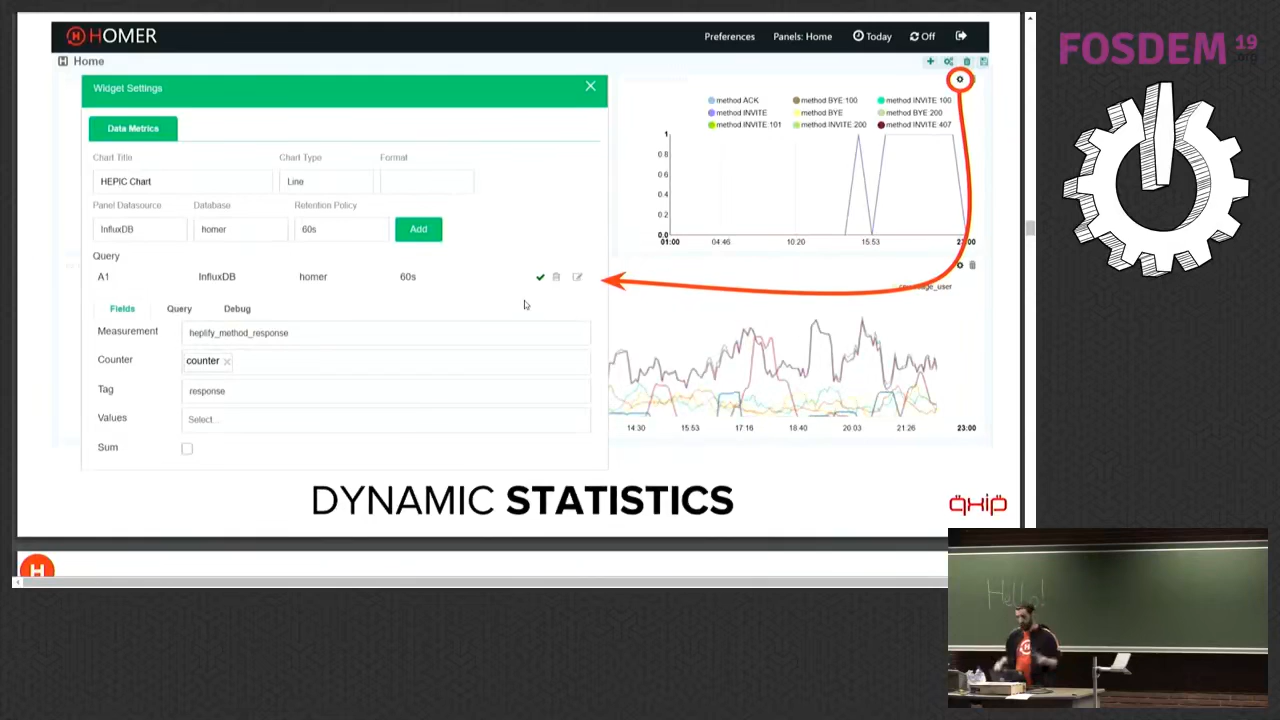 HOMER
Preferences
Panels: Home
Today
Off
Home
Widget Settings
Data Metrics
Chart Title
Chart Type
Format
HEPIC Chart
Line
Panel Datasource
Database
Retention Policy
InfluxDB
homer
60s
Add
Query
A1
InfluxDB
homer
60s
Fields
Query
Debug
Measurement
heplify_method_response
Counter
counter
Tag
response
Values
Select...
Sum
method ACK
method BYE 100
method INVITE 100
method INVITE
method BYE
method BYE 200
method INVITE 101
method INVITE 200
method INVITE 407
1
0.8
0.6
0.4
0.2
0.0
01:00
04:46
10:20
15:53
23:00
14:30
15:53
17:16
18:40
20:03
21:26
23:00
DYNAMIC STATISTICS
qxip
H
FOSDEM 19
.org
Hello!